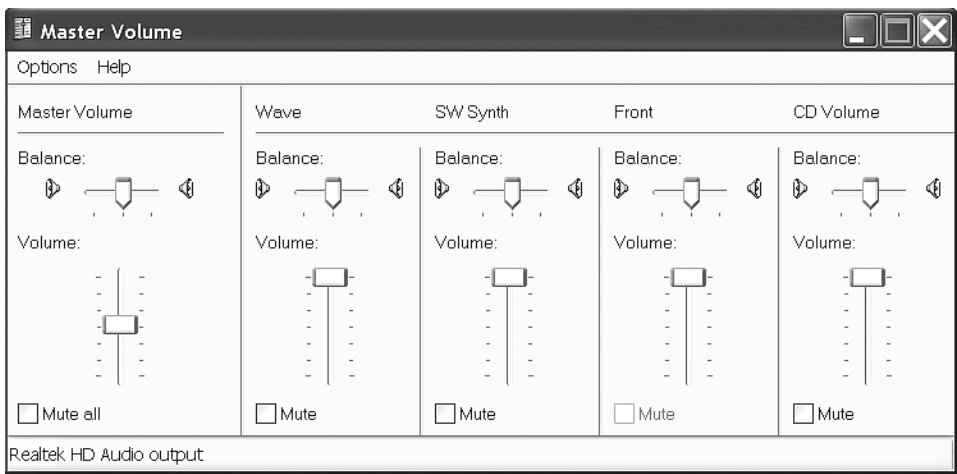 Master Volume
Options Help
Master Volume Wave SW Synth Front CD Volume
Balance: Balance: Balance: Balance: Balance:
Volume: Volume: Volume: Volume: Volume:
Mute all Mute Mute Mute Mute
Realtek HD Audio output